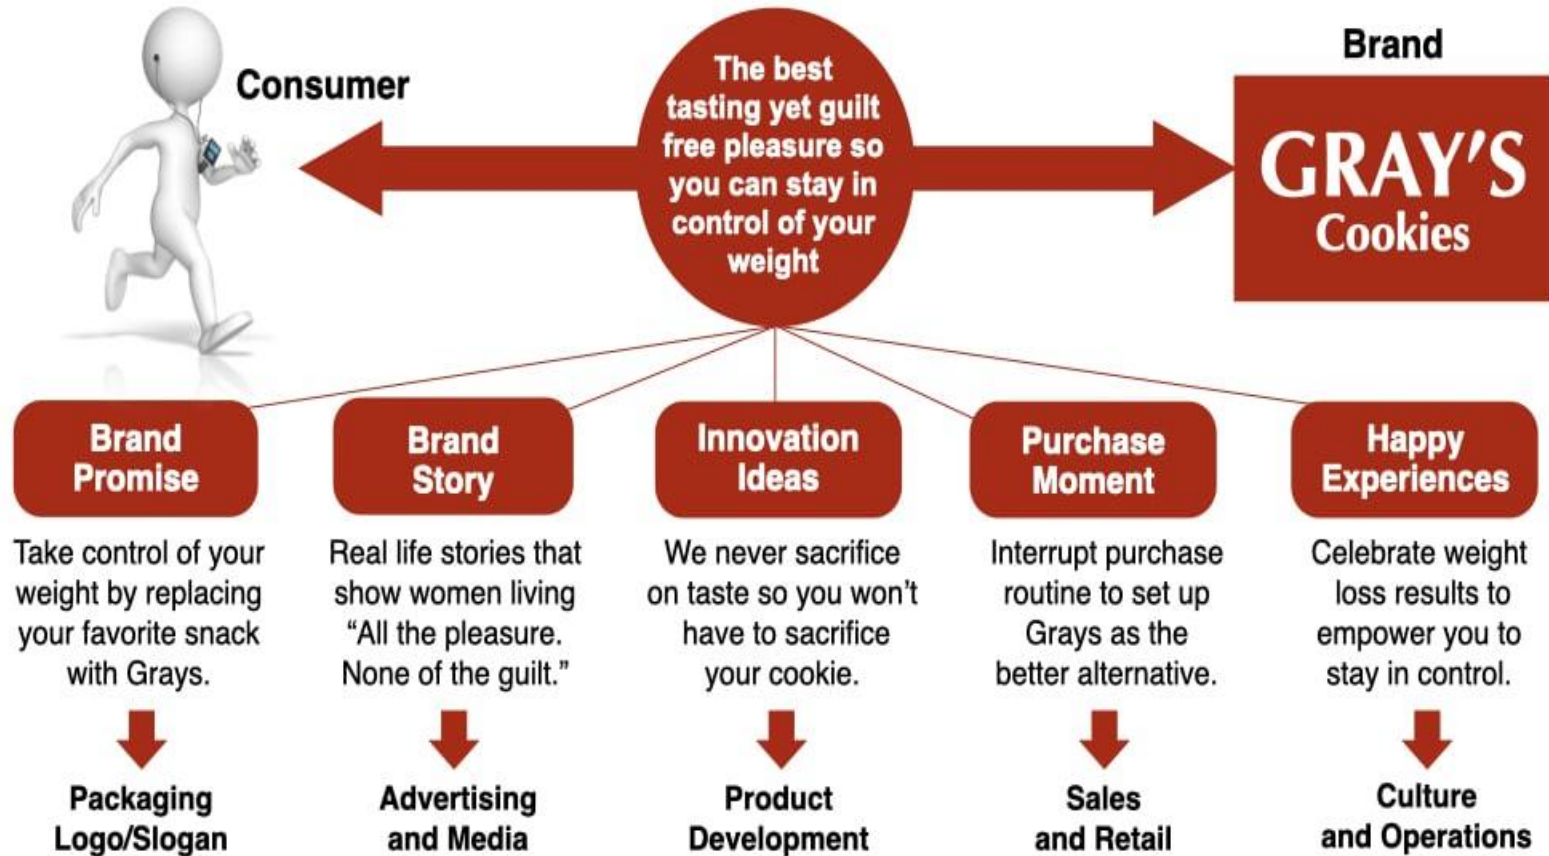 Consumer
The best
tasting yet guilt
free pleasure so
you can stay in
control of your
weight
Brand
GRAY'S
Cookies
Brand
Promise
Take control of your
weight by replacing
your favorite snack
with Grays.
Packaging
Logo/Slogan
Brand
Story
Real life stories that
show women living
“All the pleasure.
None of the guilt.”
Advertising
and Media
Innovation
Ideas
We never sacrifice
on taste so you won't
have to sacrifice
your cookie.
Product
Development
Purchase
Moment
Interrupt purchase
routine to set up
Grays as the
better alternative.
Sales
and Retail
Happy
Experiences
Celebrate weight
loss results to
empower you to
stay in control.
Culture
and Operations